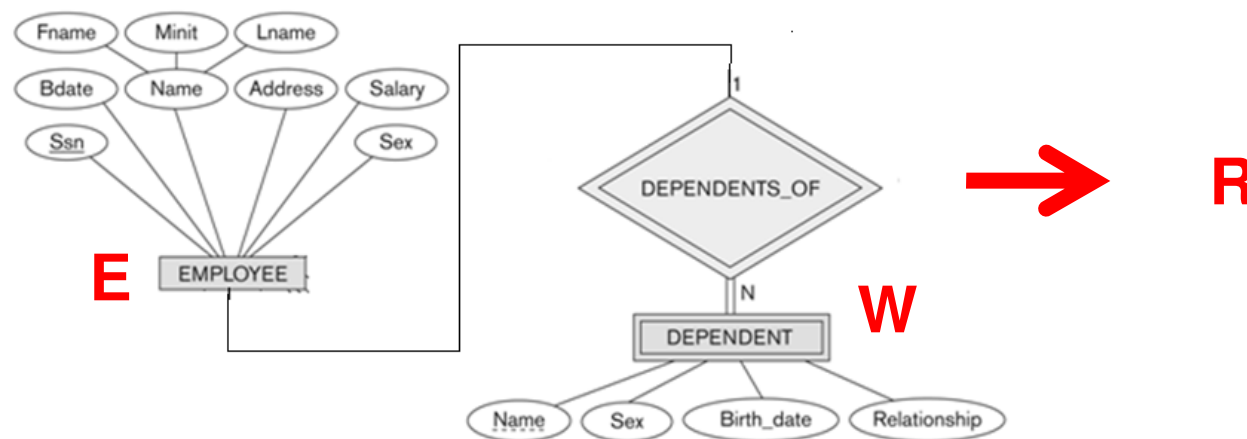 Fname Minit Lname
Bdate Name Address Salary
Ssn Sex
1
DEPENDENTS_OF
R
E
EMPLOYEE
N
W
DEPENDENT
Name Sex Birth_date Relationship